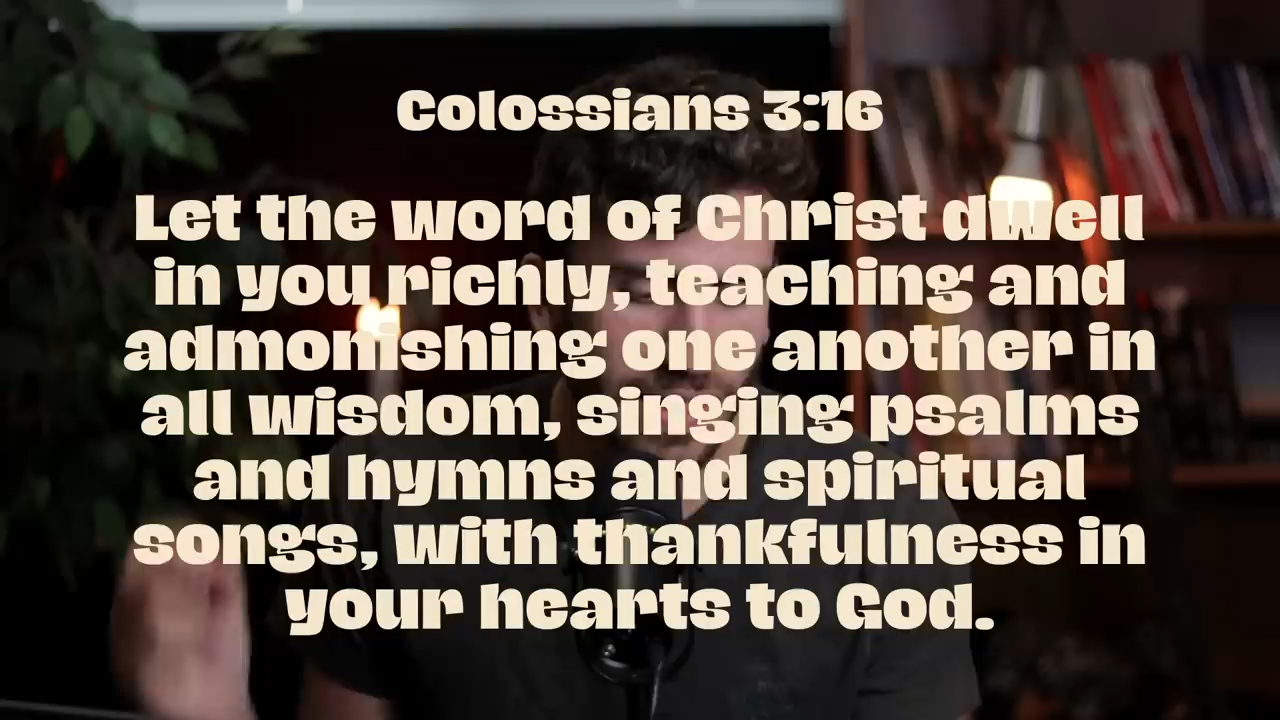 Colossians 3:16
Let the word of Christ dwell
in you richly, teaching and
admonishing one another in
all wisdom, singing psalms
and hymns and spiritual
songs, with thankfulness in
your hearts to God.